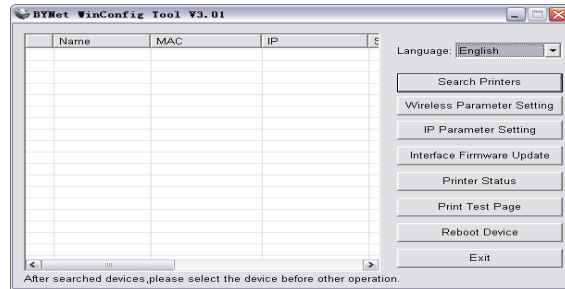 BYNet WinConfig Tool V3.01
Name MAC IP S
Language: English
Search Printers
Wireless Parameter Setting
IP Parameter Setting
Interface Firmware Update
Printer Status
Print Test Page
Reboot Device
Exit
After searched devices,please select the device before other operation.